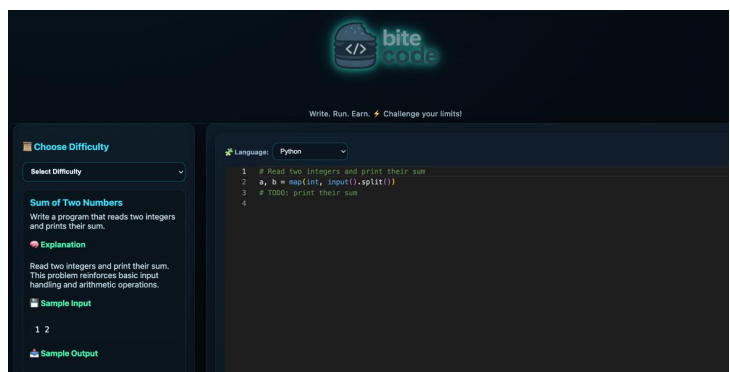 </>
bite
code
Write. Run. Earn. ⚡ Challenge your limits!
Choose Difficulty
Select Difficulty
Sum of Two Numbers
Write a program that reads two integers
and prints their sum.
Explanation
Read two integers and print their sum.
This problem reinforces basic input
handling and arithmetic operations.
Sample Input
1 2
Sample Output
Language: Python
1 # Read two integers and print their sum
2 a, b = map(int, input().split())
3 # TODO: print their sum
4